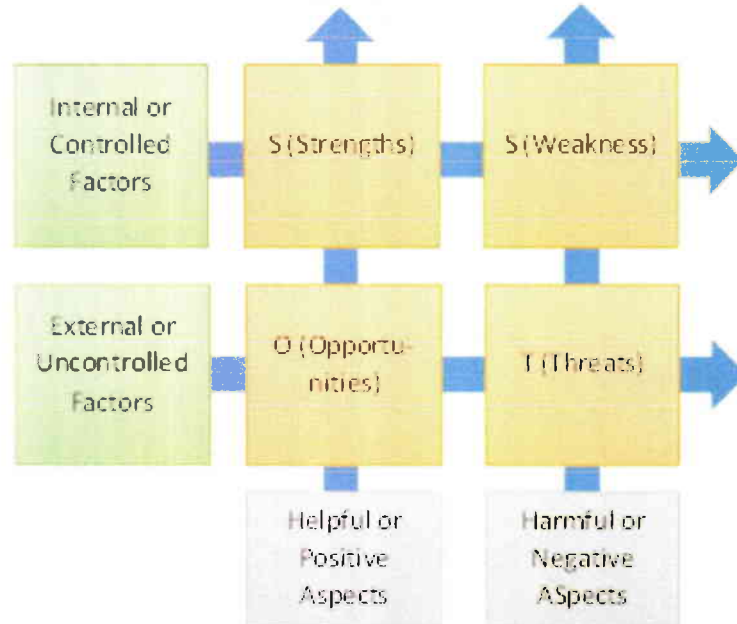 Internal or
Controlled
Factors
S (Strengths)
S (Weakness)
External or
Uncontrolled
Factors
O (Opportu-
nities)
T (Threats)
Helpful or
Positive
Aspects
Harmful or
Negative
ASpects